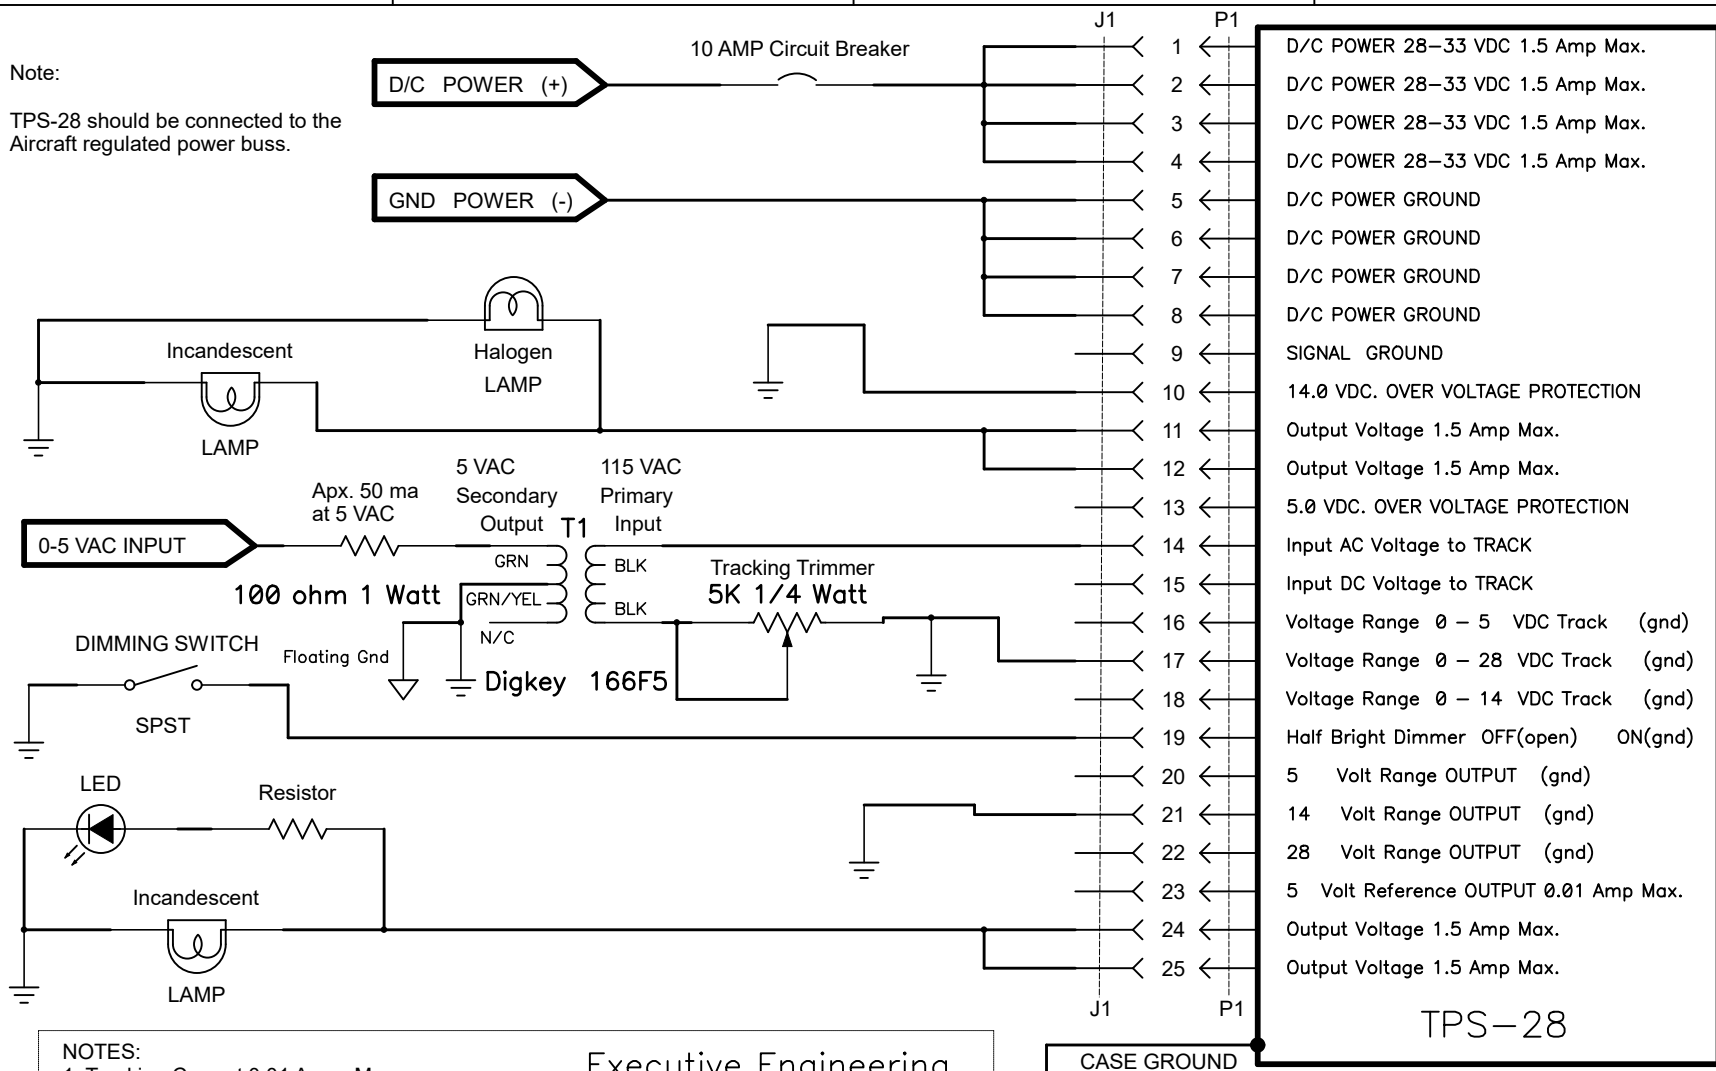 Note:
TPS-28 should be connected to the
Aircraft regulated power buss.
D/C POWER (+)
10 AMP Circuit Breaker
GND POWER (-)
Halogen
LAMP
Incandescent
LAMP
0-5 VAC INPUT
Apx. 50 ma
at 5 VAC
100 ohm 1 Watt
5 VAC
Secondary
Output
T1
115 VAC
Primary
Input
GRN
GRN/YEL
N/C
BLK
BLK
Tracking Trimmer
5K 1/4 Watt
Floating Gnd
Digkey 166F5
DIMMING SWITCH
SPST
LED
Resistor
Incandescent
LAMP
J1 P1
1 D/C POWER 28-33 VDC 1.5 Amp Max.
2 D/C POWER 28-33 VDC 1.5 Amp Max.
3 D/C POWER 28-33 VDC 1.5 Amp Max.
4 D/C POWER 28-33 VDC 1.5 Amp Max.
5 D/C POWER GROUND
6 D/C POWER GROUND
7 D/C POWER GROUND
8 D/C POWER GROUND
9 SIGNAL GROUND
10 14.0 VDC. OVER VOLTAGE PROTECTION
11 Output Voltage 1.5 Amp Max.
12 Output Voltage 1.5 Amp Max.
13 5.0 VDC. OVER VOLTAGE PROTECTION
14 Input AC Voltage to TRACK
15 Input DC Voltage to TRACK
16 Voltage Range 0 - 5 VDC Track (gnd)
17 Voltage Range 0 - 28 VDC Track (gnd)
18 Voltage Range 0 - 14 VDC Track (gnd)
19 Half Bright Dimmer OFF(open) ON(gnd)
20 5 Volt Range OUTPUT (gnd)
21 14 Volt Range OUTPUT (gnd)
22 28 Volt Range OUTPUT (gnd)
23 5 Volt Reference OUTPUT 0.01 Amp Max.
24 Output Voltage 1.5 Amp Max.
25 Output Voltage 1.5 Amp Max.
J1 P1
TPS-28
CASE GROUND
NOTES:
Executive Engineering